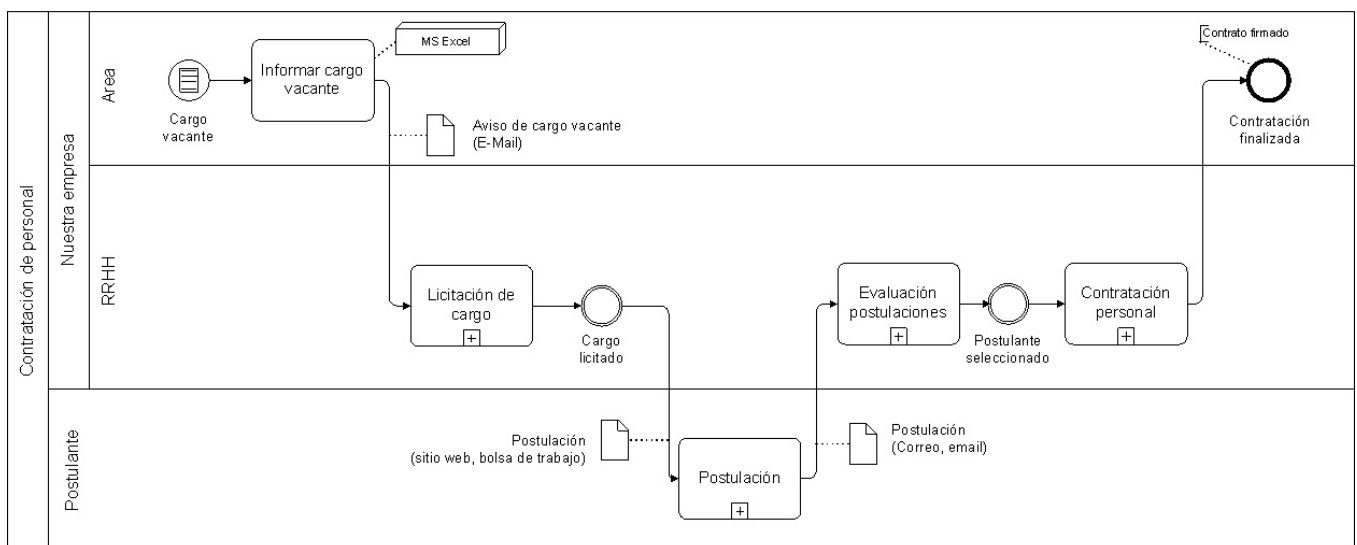 Contratación de personal
Nuestra empresa
Area
RRHH
Postulante
Cargo
vacante
Informar cargo
vacante
MS Excel
Aviso de cargo vacante
(E-Mail)
Contrato firmado
Contratación
finalizada
Licitación de
cargo
Cargo
licitado
Evaluación
postulaciones
Postulante
seleccionado
Contratación
personal
Postulación
(sitio web, bolsa de trabajo)
Postulación
Postulación
(Correo, email)